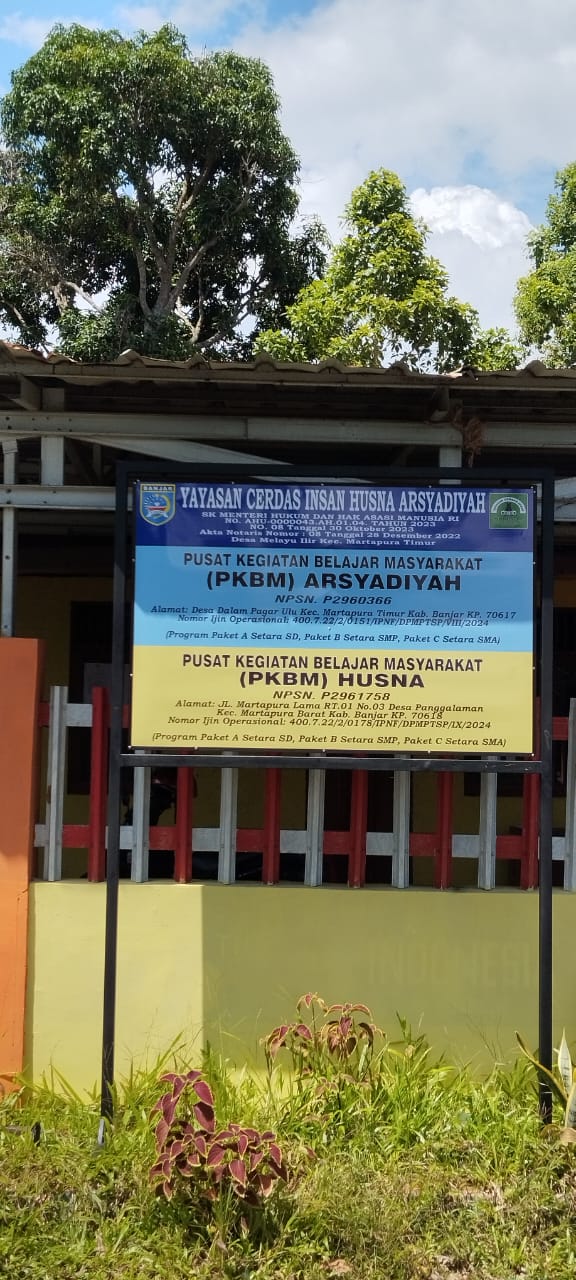 BANJAR
YAYASAN CERDAS INSAN HUSNA ARSYADIYAH
SK MENTERI HUKUM DAN HAK ASASI MANUSIA RI
NO. AHU-0000043.AH.01.04. TAHUN 2023
NO. 08 Tanggal 30 Oktober 2023
Akta Notaris Nomor : 08 Tanggal 28 Desember 2022
Desa Melayu Ilir Kec. Martapura Timur
PUSAT KEGIATAN BELAJAR MASYARAKAT
(PKBM) ARSYADIYAH
NPSN. P2960366
Alamat: Desa Dalam Pagar Ulu Kec. Martapura Timur Kab. Banjar KP. 70617
Nomor Ijin Operasional: 400.7.22/2/0151/IPNF/DPMPTSP/VIII/2024
(Program Paket A Setara SD, Paket B Setara SMP, Paket C Setara SMA)
PUSAT KEGIATAN BELAJAR MASYARAKAT
(PKBM) HUSNA
NPSN. P2961758
Alamat: JL. Martapura Lama RT.01 No.03 Desa Panggalaman
Kec. Martapura Barat Kab. Banjar KP. 70618
Nomor Ijin Operasional: 400.7.22/2/0178/IPNF/DPMPTSP/IX/2024
(Program Paket A Setara SD, Paket B Setara SMP, Paket C Setara SMA)